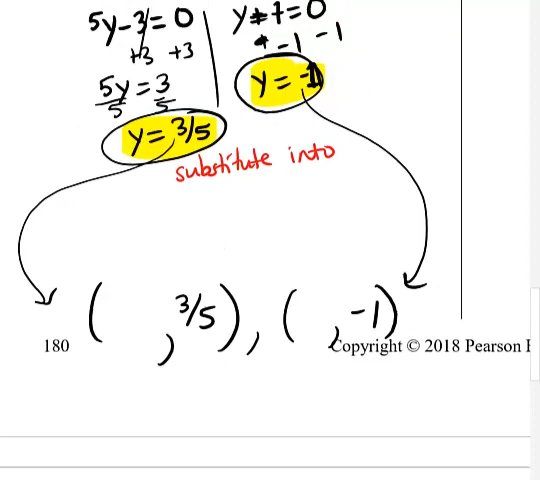 5y-3=0
+3 +3
5y=3
5 5
y=3/5
y+1=0
-1 -1
y=-1
substitute into
( , 3/5), ( , -1)
180
Copyright © 2018 Pearson